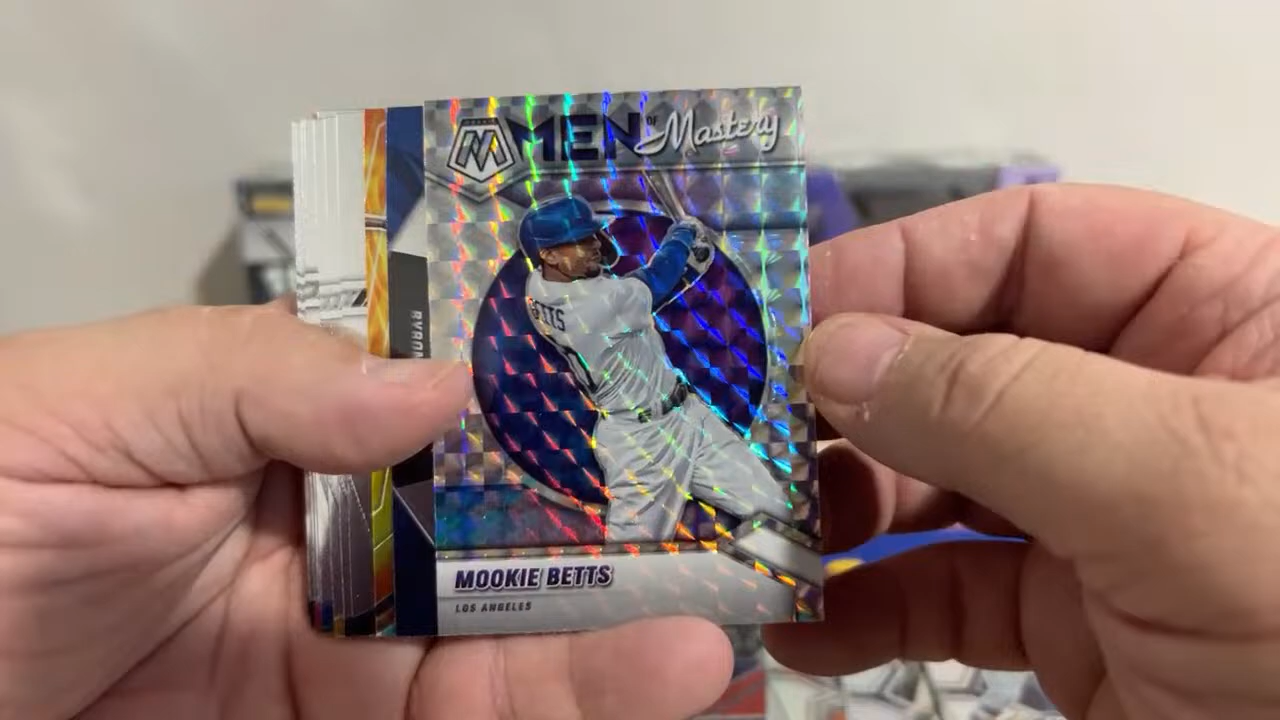 MEN OF Mastery
BETTS
BYRON
MOOKIE BETTS
LOS ANGELES